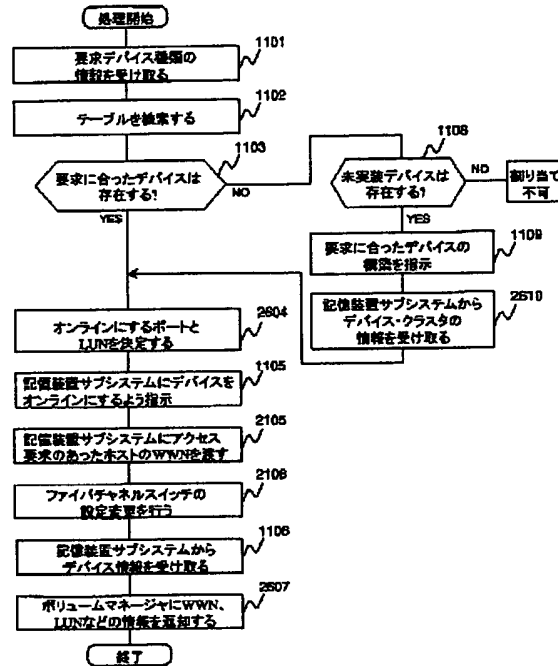 処理開始
1101
要求デバイス種類の
情報を受け取る
1102
テーブルを検索する
1103
要求に合ったデバイスは
存在する?
NO
YES
1108
未実装デバイスは
存在する?
NO
割り当て
不可
YES
1109
要求に合ったデバイスの
構築を指示
2610
記憶装置サブシステムから
デバイス・クラスタの
情報を受け取る
2604
オンラインにするポートと
LUNを決定する
1105
記憶装置サブシステムにデバイスを
オンラインにするよう指示
2105
記憶装置サブシステムにアクセス
要求のあったホストのWWNを渡す
2106
ファイバチャネルスイッチの
設定変更を行う
1106
記憶装置サブシステムから
デバイス情報を受け取る
2607
ボリュームマネージャにWWN、
LUNなどの情報を返却する
終了